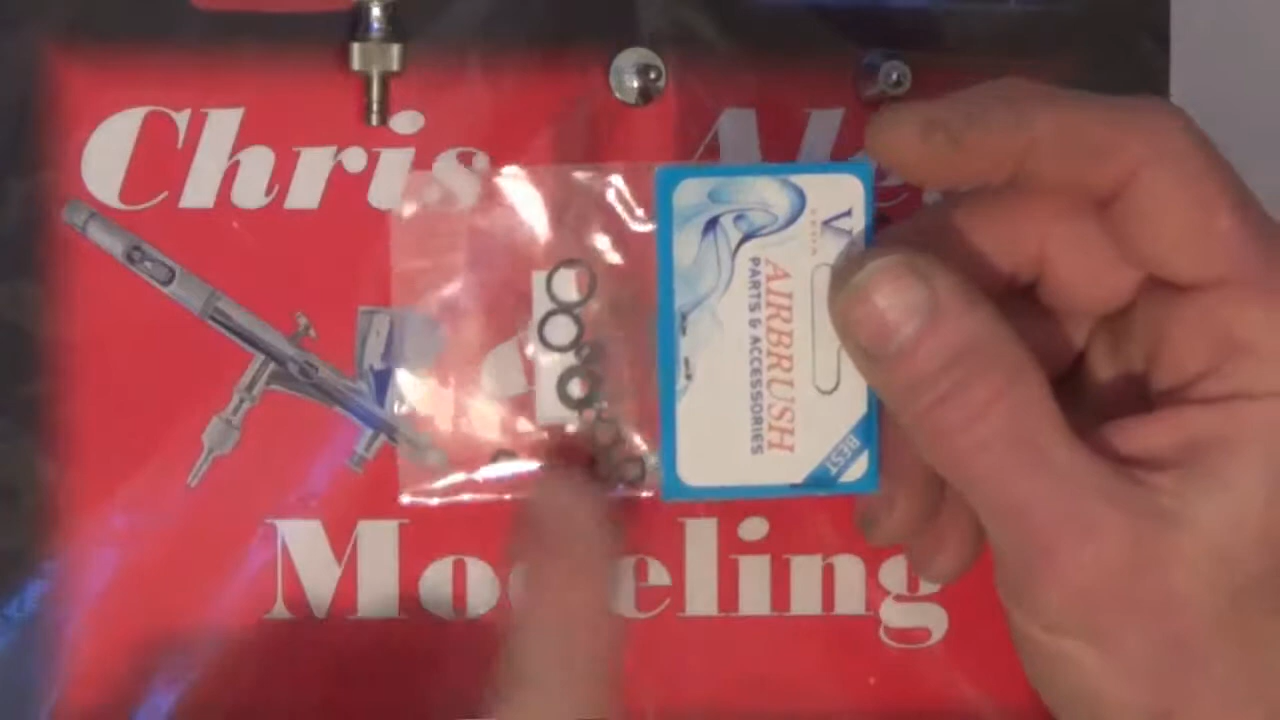 Chris
Modeling
AIRBRUSH
PARTS & ACCESSORIES
BEST